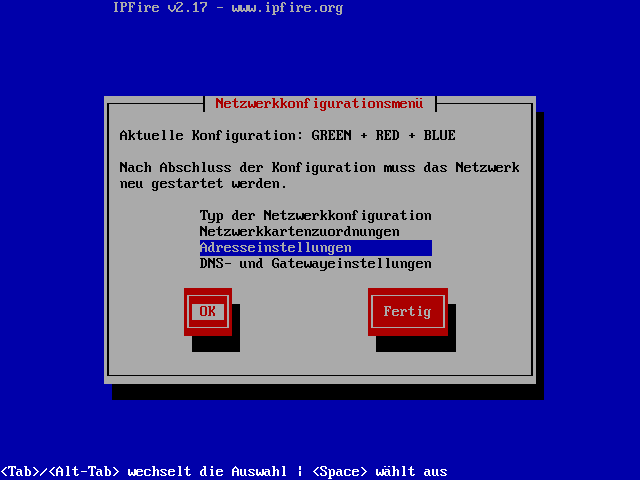 IPFire v2.17 - www.ipfire.org
Netzwerkkonfigurationsmenü
Aktuelle Konfiguration: GREEN + RED + BLUE
Nach Abschluss der Konfiguration muss das Netzwerk
neu gestartet werden.
Typ der Netzwerkkonfiguration
Netzwerkkartenzuordnungen
Adresseinstellungen
DNS- und Gatewayeinstellungen
OK Fertig
<Tab>/<Alt-Tab> wechselt die Auswahl | <Space> wählt aus